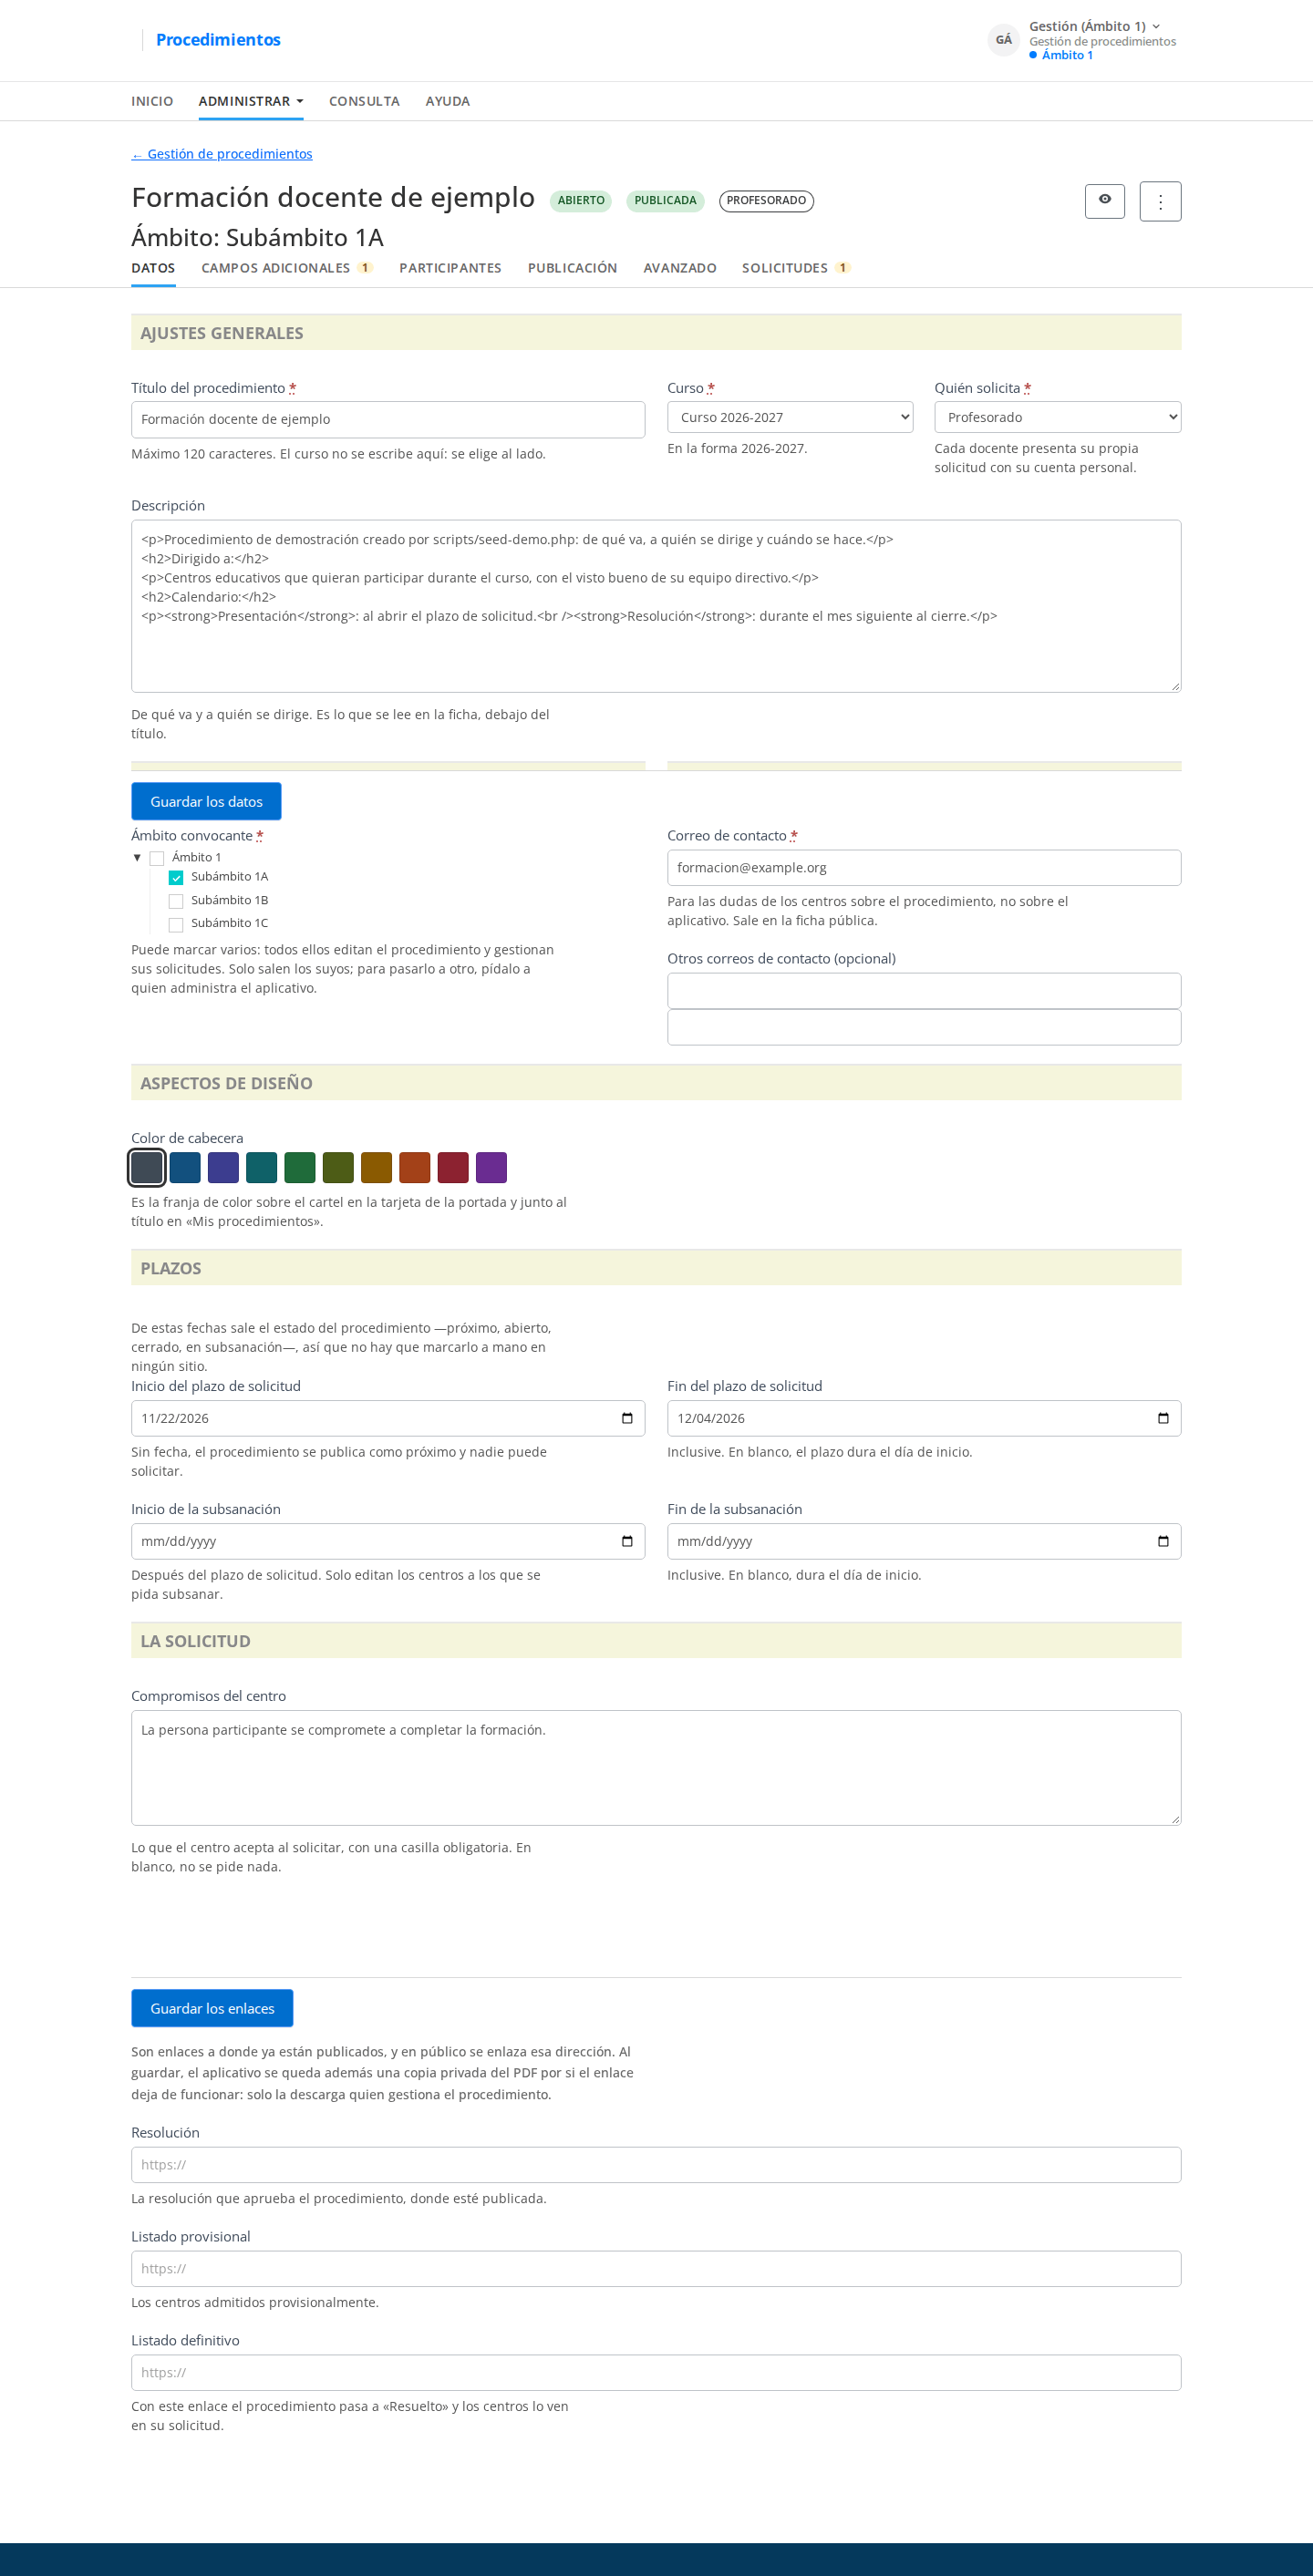 Procedimientos
GÁ
Gestión (Ámbito 1)
Gestión de procedimientos
Ámbito 1
INICIO
ADMINISTRAR
CONSULTA
AYUDA
← Gestión de procedimientos
Formación docente de ejemplo
ABIERTO
PUBLICADA
PROFESORADO
Ámbito: Subámbito 1A
DATOS
CAMPOS ADICIONALES 1
PARTICIPANTES
PUBLICACIÓN
AVANZADO
SOLICITUDES 1
AJUSTES GENERALES
Título del procedimiento *
Formación docente de ejemplo
Máximo 120 caracteres. El curso no se escribe aquí: se elige al lado.
Curso *
Curso 2026-2027
En la forma 2026-2027.
Quién solicita *
Profesorado
Cada docente presenta su propia
solicitud con su cuenta personal.
Descripción
<p>Procedimiento de demostración creado por scripts/seed-demo.php: de qué va, a quién se dirige y cuándo se hace.</p>
<h2>Dirigido a:</h2>
<p>Centros educativos que quieran participar durante el curso, con el visto bueno de su equipo directivo.</p>
<h2>Calendario:</h2>
<p><strong>Presentación</strong>: al abrir el plazo de solicitud.<br /><strong>Resolución</strong>: durante el mes siguiente al cierre.</p>
De qué va y a quién se dirige. Es lo que se lee en la ficha, debajo del
título.
Guardar los datos
Ámbito convocante *
▼ Ámbito 1
Subámbito 1A
Subámbito 1B
Subámbito 1C
Puede marcar varios: todos ellos editan el procedimiento y gestionan
sus solicitudes. Solo salen los suyos; para pasarlo a otro, pídalo a
quien administra el aplicativo.
Correo de contacto *
formacion@example.org
Para las dudas de los centros sobre el procedimiento, no sobre el
aplicativo. Sale en la ficha pública.
Otros correos de contacto (opcional)
ASPECTOS DE DISEÑO
Color de cabecera
Es la franja de color sobre el cartel en la tarjeta de la portada y junto al
título en «Mis procedimientos».
PLAZOS
De estas fechas sale el estado del procedimiento —próximo, abierto,
cerrado, en subsanación—, así que no hay que marcarlo a mano en
ningún sitio.
Inicio del plazo de solicitud
11/22/2026
Sin fecha, el procedimiento se publica como próximo y nadie puede
solicitar.
Fin del plazo de solicitud
12/04/2026
Inclusive. En blanco, el plazo dura el día de inicio.
Inicio de la subsanación
mm/dd/yyyy
Después del plazo de solicitud. Solo editan los centros a los que se
pida subsanar.
Fin de la subsanación
mm/dd/yyyy
Inclusive. En blanco, dura el día de inicio.
LA SOLICITUD
Compromisos del centro
La persona participante se compromete a completar la formación.
Lo que el centro acepta al solicitar, con una casilla obligatoria. En
blanco, no se pide nada.
Guardar los enlaces
Son enlaces a donde ya están publicados, y en público se enlaza esa dirección. Al
guardar, el aplicativo se queda además una copia privada del PDF por si el enlace
deja de funcionar: solo la descarga quien gestiona el procedimiento.
Resolución
https://
La resolución que aprueba el procedimiento, donde esté publicada.
Listado provisional
https://
Los centros admitidos provisionalmente.
Listado definitivo
https://
Con este enlace el procedimiento pasa a «Resuelto» y los centros lo ven
en su solicitud.